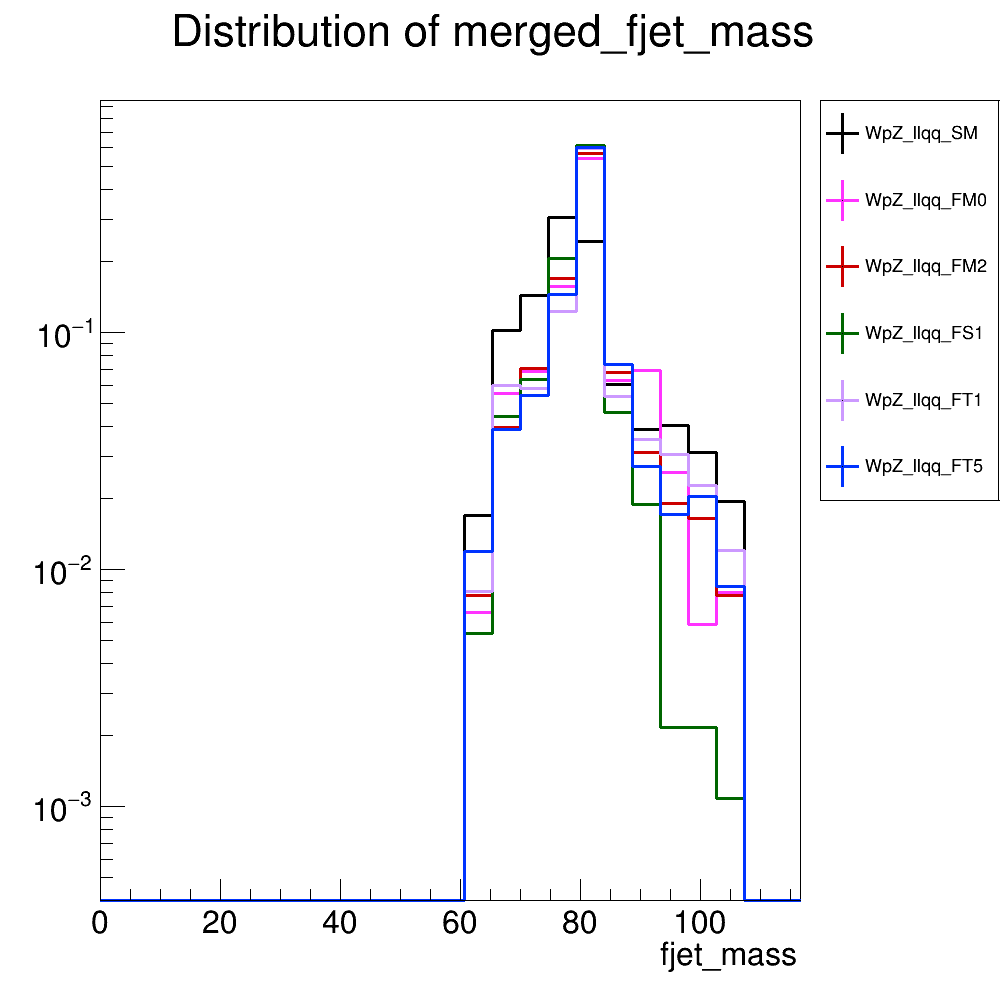 Distribution of merged_fjet_mass
WpZ_llqq_SM
WpZ_llqq_FM0
WpZ_llqq_FM2
WpZ_llqq_FS1
WpZ_llqq_FT1
WpZ_llqq_FT5
10⁻¹
10⁻²
10⁻³
0 20 40 60 80 100
fjet_mass